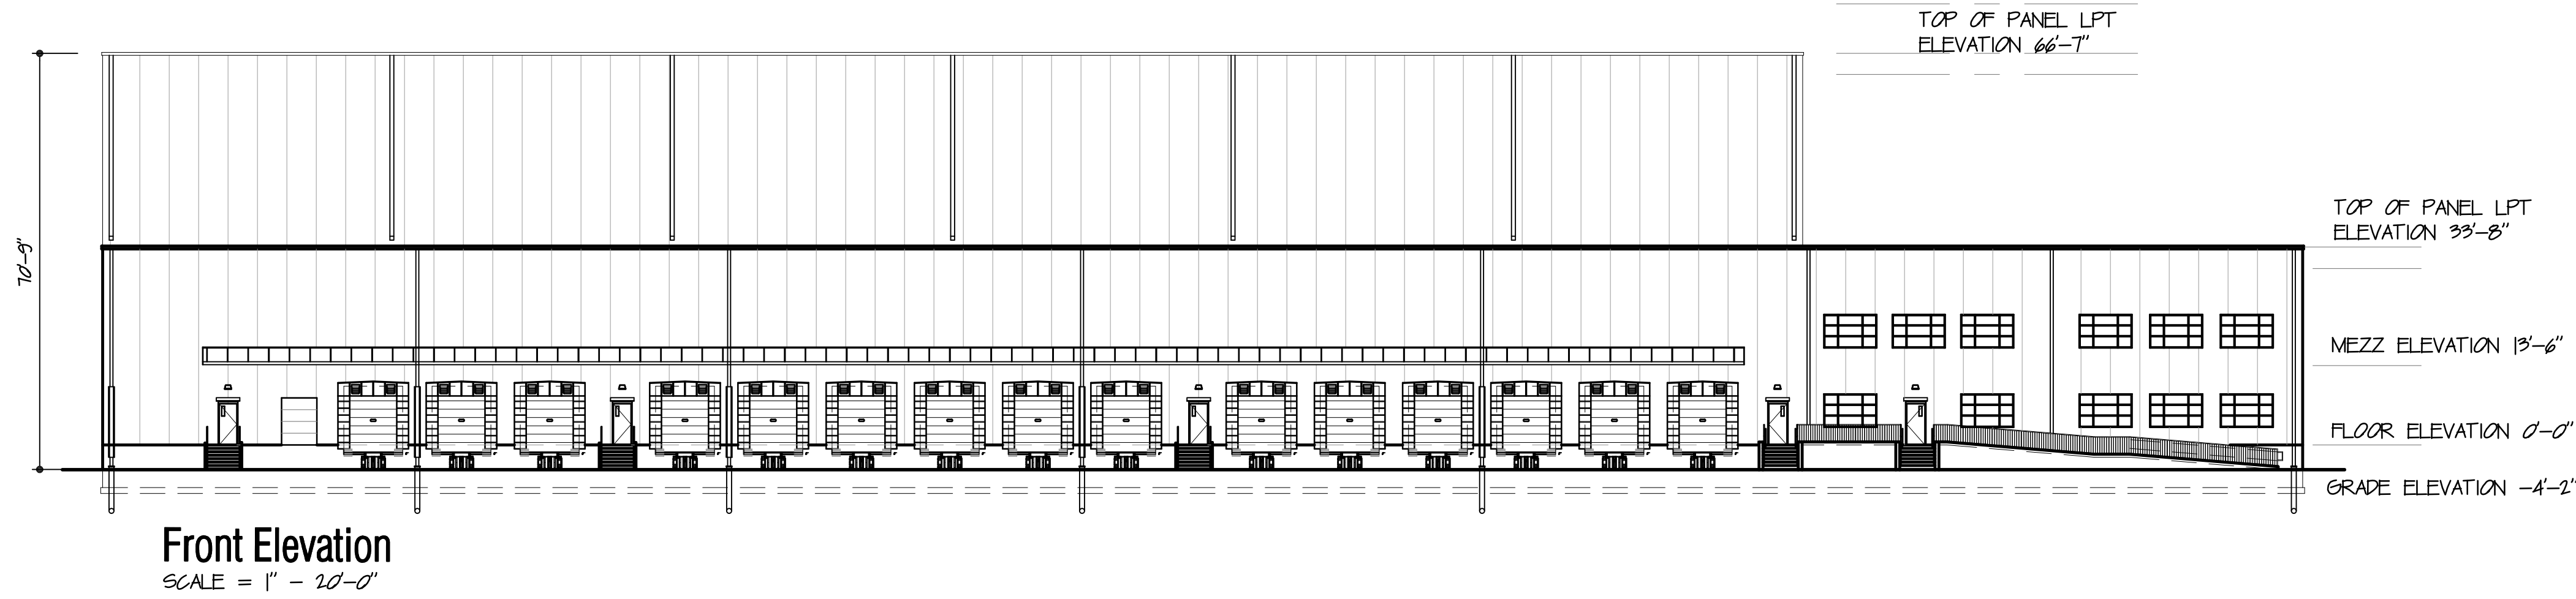 TOP OF PANEL LPT
ELEVATION 66'-7"
70'-9"
TOP OF PANEL LPT
ELEVATION 33'-8"
MEZZ ELEVATION 13'-6"
FLOOR ELEVATION 0'-0"
GRADE ELEVATION -4'-2"
Front Elevation
SCALE = 1" - 20'-0"